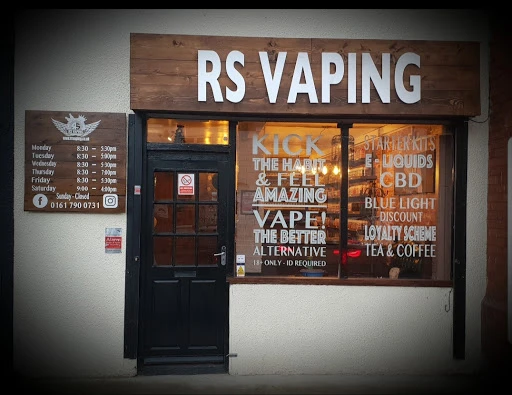 RS VAPING
Monday 8:30 - 5:30pm
Tuesday 8:30 - 5:00pm
Wednesday 8:30 - 5:30pm
Thursday 8:30 - 7:00pm
Friday 8:30 - 5:30pm
Saturday 9:00 - 4:00pm
Sunday - Closed
0161 790 0731
KICK
THE HABIT
& FEEL
AMAZING
VAPE!
THE BETTER
ALTERNATIVE
18+ ONLY - ID REQUIRED
STARTER KITS
E - LIQUIDS
CBD
BLUE LIGHT
DISCOUNT
LOYALTY SCHEME
TEA & COFFEE